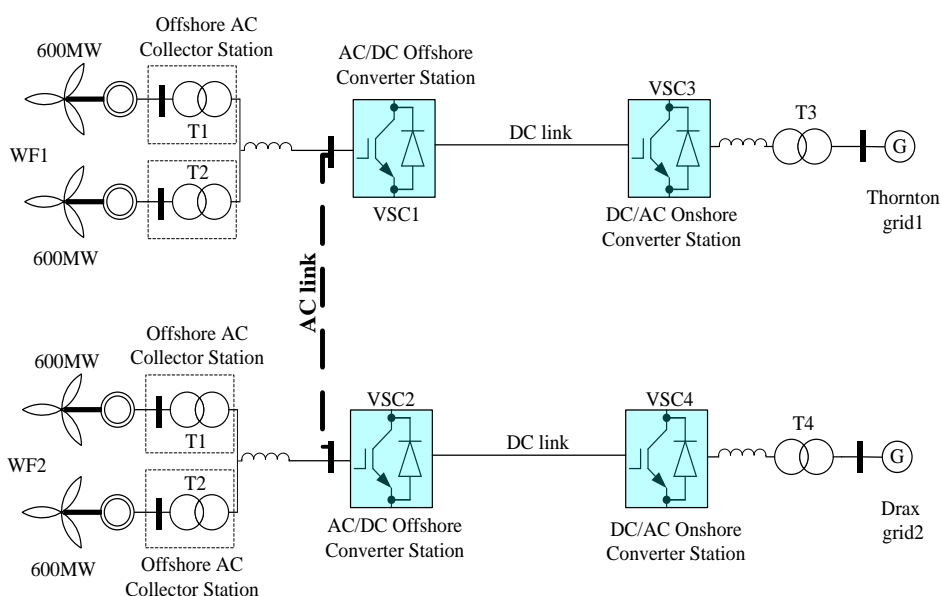 Offshore AC
Collector Station
600MW
T1
WF1
T2
600MW
AC/DC Offshore
Converter Station
VSC1
DC link
VSC3
DC/AC Onshore
Converter Station
T3
G
Thornton
grid1
AC link
Offshore AC
Collector Station
600MW
T1
WF2
T2
600MW
Offshore AC
Collector Station
VSC2
AC/DC Offshore
Converter Station
DC link
VSC4
DC/AC Onshore
Converter Station
T4
G
Drax
grid2